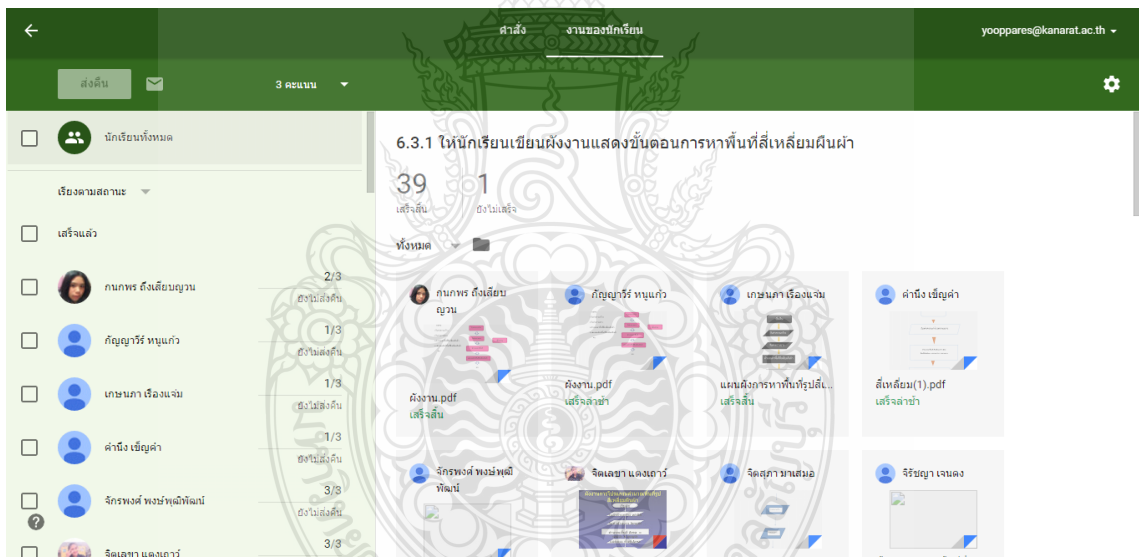 คำสั่ง
งานของนักเรียน
yooppares@kanarat.ac.th
ส่งคืน
3 คะแนน
นักเรียนทั้งหมด
เรียงตามสถานะ
เสร็จแล้ว
กนกพร ถึงเสียบญวน
2/3
ยังไม่ส่งคืน
กัญญาวีร์ หนูแก้ว
1/3
ยังไม่ส่งคืน
เกษนภา เรืองแจ่ม
1/3
ยังไม่ส่งคืน
คำนึง เข็ญคำ
1/3
ยังไม่ส่งคืน
จักรพงศ์ พงษ์พุฒิพัฒน์
3/3
ยังไม่ส่งคืน
จิตเลขา แดงเถาว์
3/3
6.3.1 ให้นักเรียนเขียนผังงานแสดงขั้นตอนการหาพื้นที่สี่เหลี่ยมผืนผ้า
39
1
เสร็จสิ้น
ยังไม่เสร็จ
ทั้งหมด
กนกพร ถึงเสียบ
ญวน
ผังงาน.pdf
เสร็จสิ้น
กัญญาวีร์ หนูแก้ว
ผังงาน.pdf
เสร็จล่าช้า
เกษนภา เรืองแจ่ม
แผนผังการหาพื้นที่รูปสี่เ...
เสร็จสิ้น
คำนึง เข็ญคำ
สี่เหลี่ยม(1).pdf
เสร็จล่าช้า
จักรพงศ์ พงษ์พุฒิ
พัฒน์
จิตเลขา แดงเถาว์
จิตสุภา มาเสมอ
จิรัชญา เจนดง